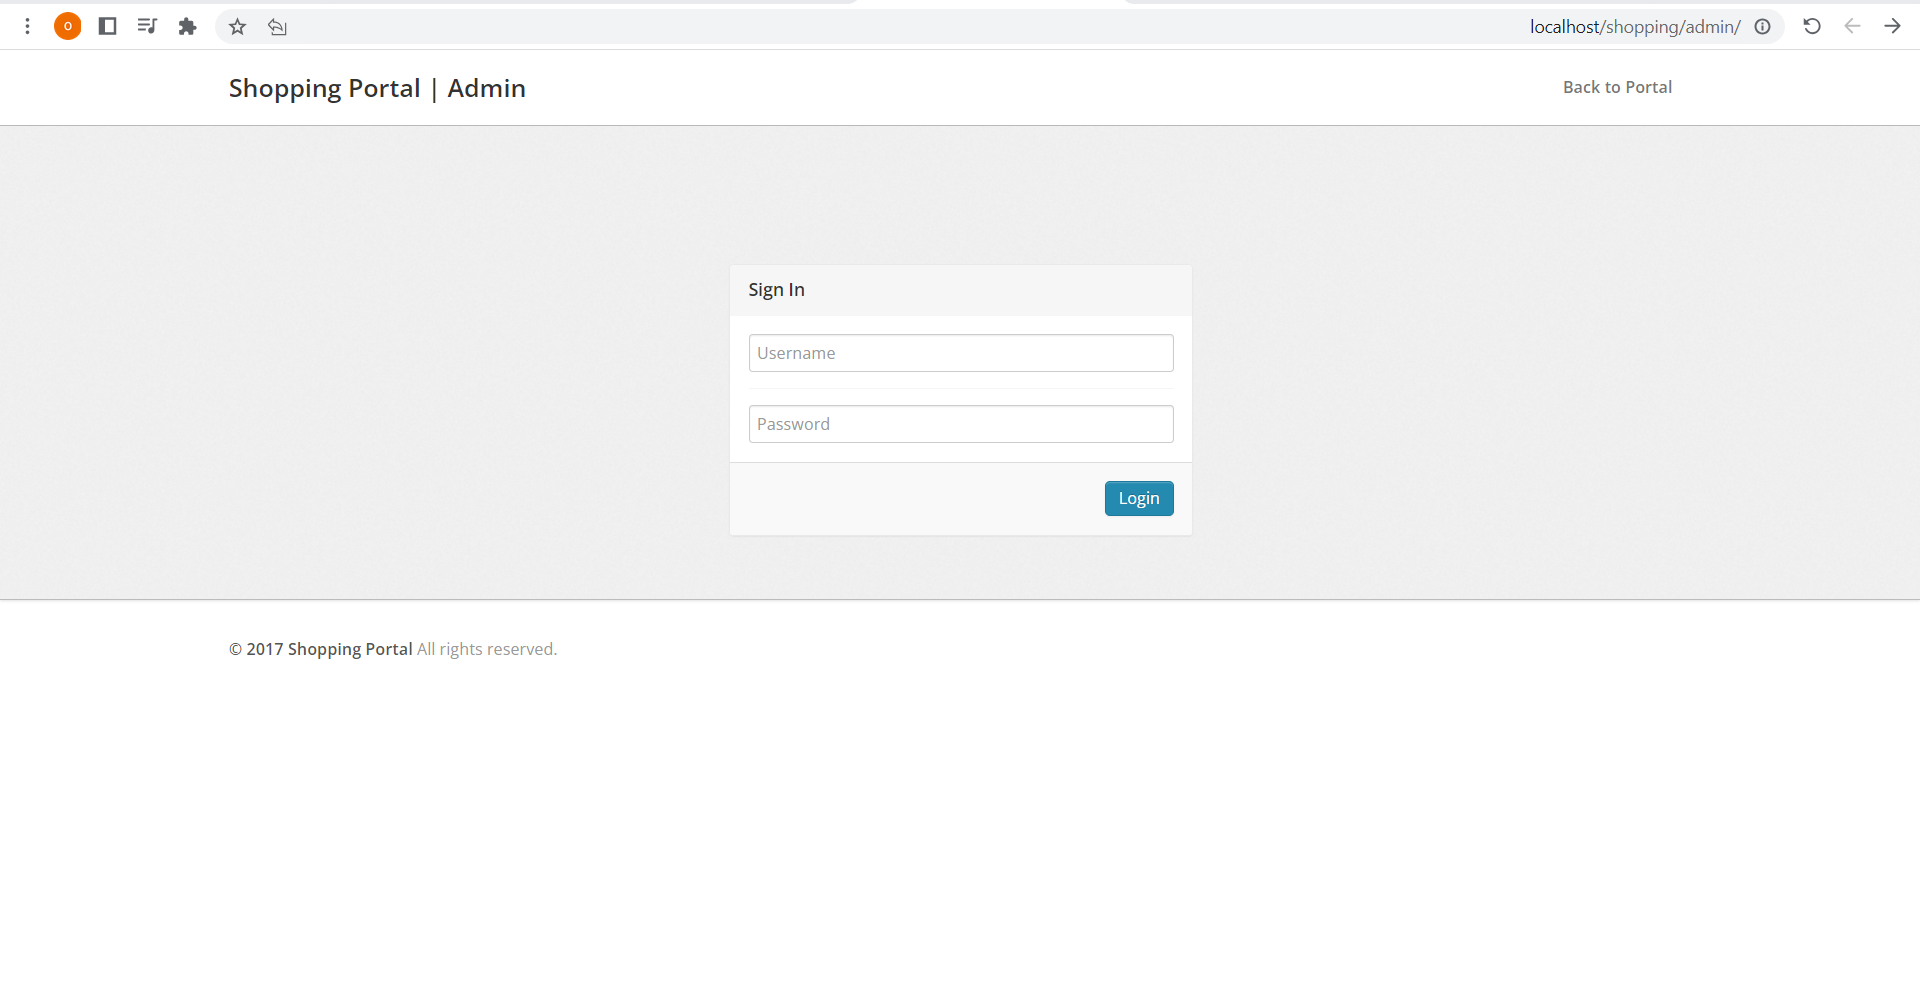 O
localhost/shopping/admin/
Shopping Portal | Admin
Back to Portal
Sign In
Username
Password
Login
© 2017 Shopping Portal All rights reserved.